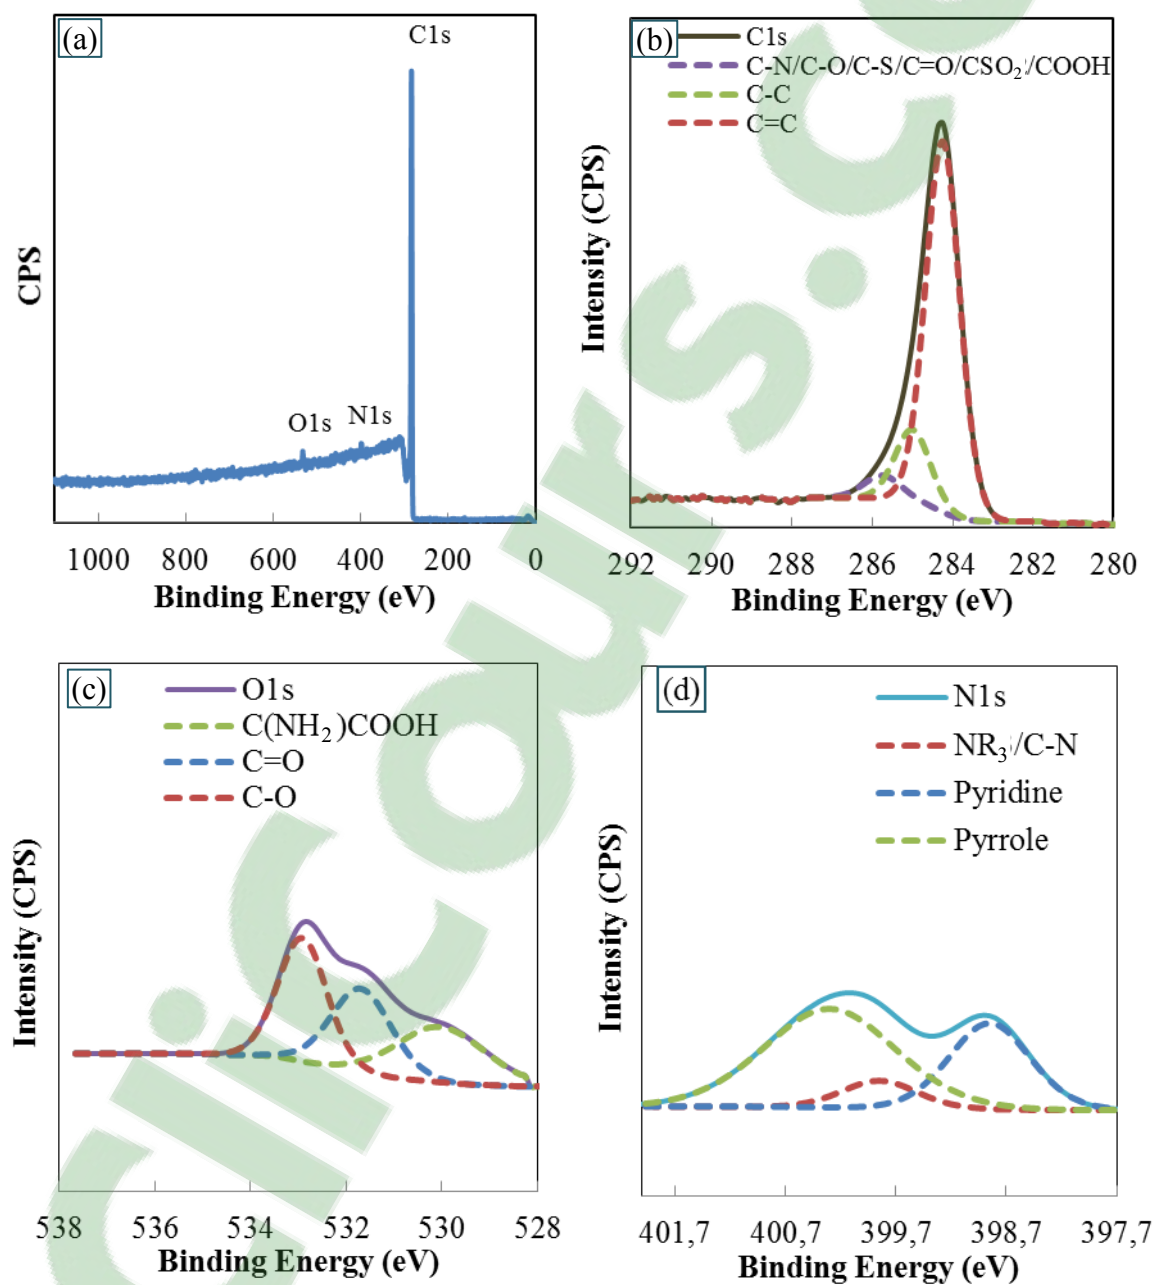 (a)
C1s
O1s
N1s
CPS
1000 800 600 400 200 0
Binding Energy (eV)
(b)
C1s
C-N/C-O/C-S/C=O/CSO2/COOH
C-C
C=C
Intensity (CPS)
292 290 288 286 284 282 280
Binding Energy (eV)
(c)
O1s
C(NH2)COOH
C=O
C-O
Intensity (CPS)
538 536 534 532 530 528
Binding Energy (eV)
(d)
N1s
NR3/C-N
Pyridine
Pyrrole
Intensity (CPS)
401,7 400,7 399,7 398,7 397,7
Binding Energy (eV)
clicCours.co